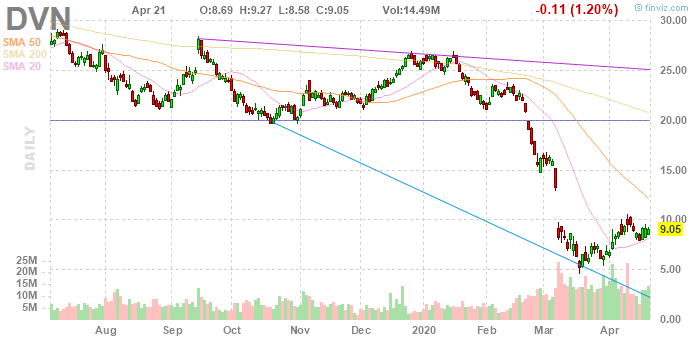 DVN Apr 21 O:8.69 H:9.27 L:8.58 C:9.05 Vol:14.49M -0.11 (1.20%) © finviz.com
SMA 50
SMA 200
SMA 20
DAILY
30.00
25.00
20.00
15.00
10.00
9.05
5.00
0.00
25M
20M
15M
10M
5M
Aug Sep Oct Nov Dec 2020 Feb Mar Apr